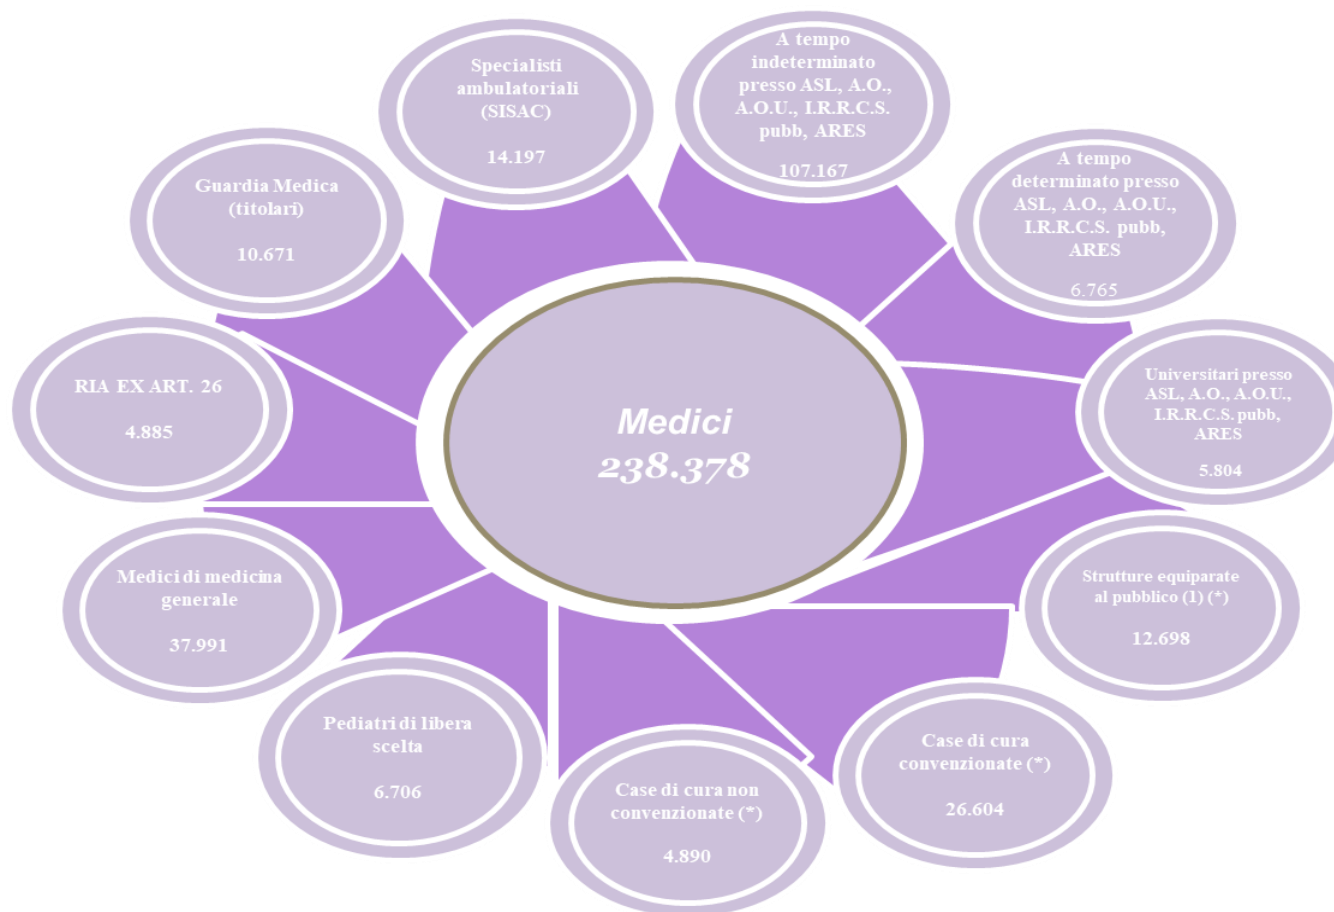 Specialisti
ambulatoriali
(SISAC)
14.197
A tempo
indeterminato
presso ASL, A.O.,
A.O.U., I.R.R.C.S.
pubb, ARES
107.167
A tempo
determinato presso
ASL, A.O., A.O.U.,
I.R.R.C.S. pubb,
ARES
6.765
Guardia Medica
(titolari)
10.671
Universitari presso
ASL, A.O., A.O.U.,
I.R.R.C.S. pubb,
ARES
5.804
RIA EX ART. 26
4.885
Medici
238.378
Medici di medicina
generale
37.991
Strutture equiparate
al pubblico (1) (*)
12.698
Pediatri di libera
scelta
6.706
Case di cura non
convenzionate (*)
4.890
Case di cura
convenzionate (*)
26.604